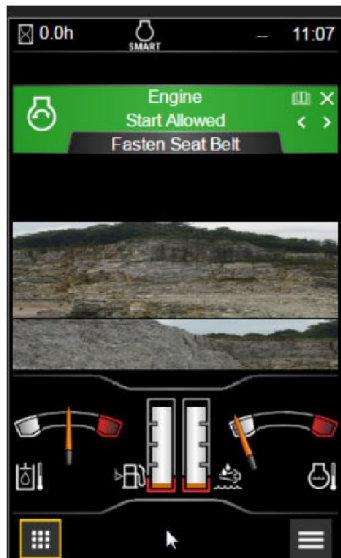 0.0h
SMART
11:07
Engine
Start Allowed
Fasten Seat Belt